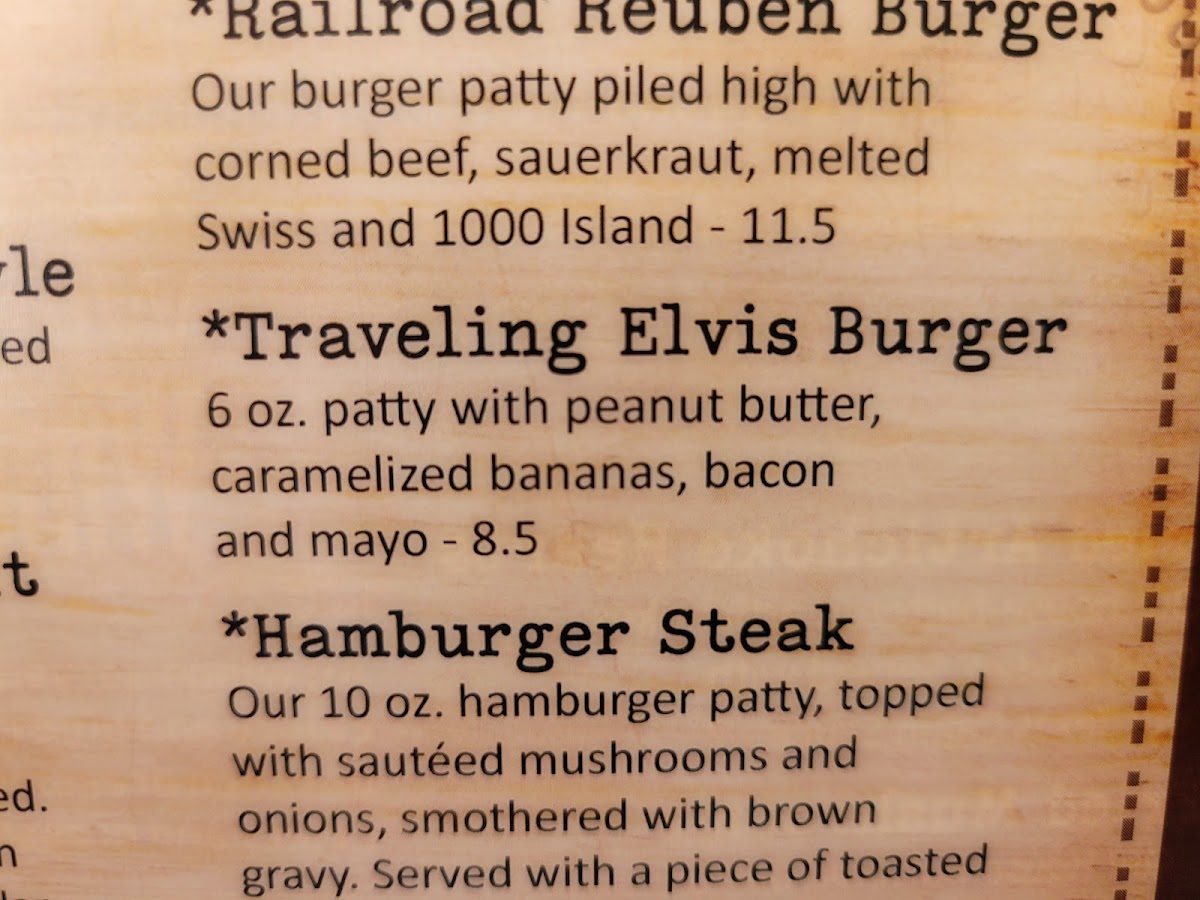 *Railroad Reuben Burger
Our burger patty piled high with
corned beef, sauerkraut, melted
Swiss and 1000 Island - 11.5
*Traveling Elvis Burger
6 oz. patty with peanut butter,
caramelized bananas, bacon
and mayo - 8.5
*Hamburger Steak
Our 10 oz. hamburger patty, topped
with sautéed mushrooms and
onions, smothered with brown
gravy. Served with a piece of toasted